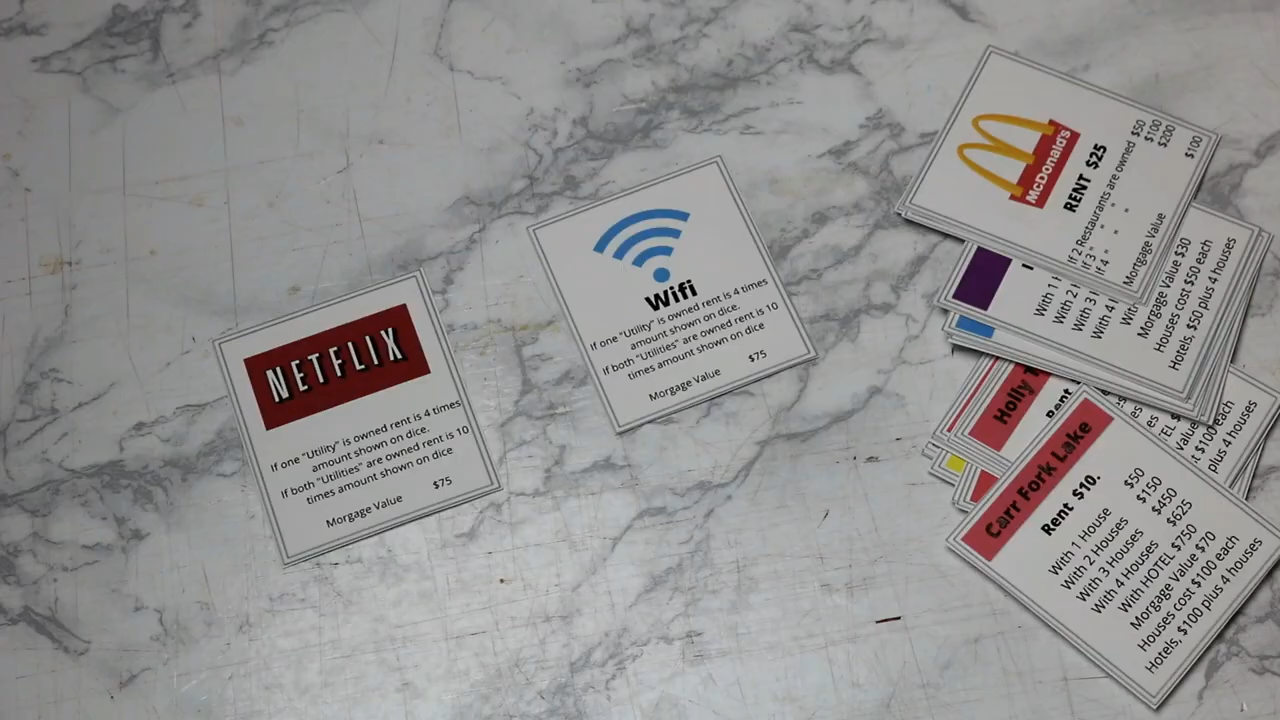 NETFLIX
If one "Utility" is owned rent is 4 times
amount shown on dice.
If both "Utilities" are owned rent is 10
times amount shown on dice
Morgage Value $75
Wifi
If one "Utility" is owned rent is 4 times
amount shown on dice.
If both "Utilities" are owned rent is 10
times amount shown on dice
Morgage Value $75
McDonald's
RENT $25
If 2 Restaurants are owned $50
If 3 " " " $100
If 4 " " " $200
Mortgage Value $100
With 1 H
With 2
With 3
With 4
With
Mortgage Value $30
Houses cost $50 each
Hotels, $50 plus 4 houses
Holly
Rent
$100 each
plus 4 houses
Carr Fork Lake
Rent $10.
With 1 House $50
With 2 Houses $150
With 3 Houses $450
With 4 Houses $625
With HOTEL $750
Morgage Value $70
Houses cost $100 each
Hotels, $100 plus 4 houses